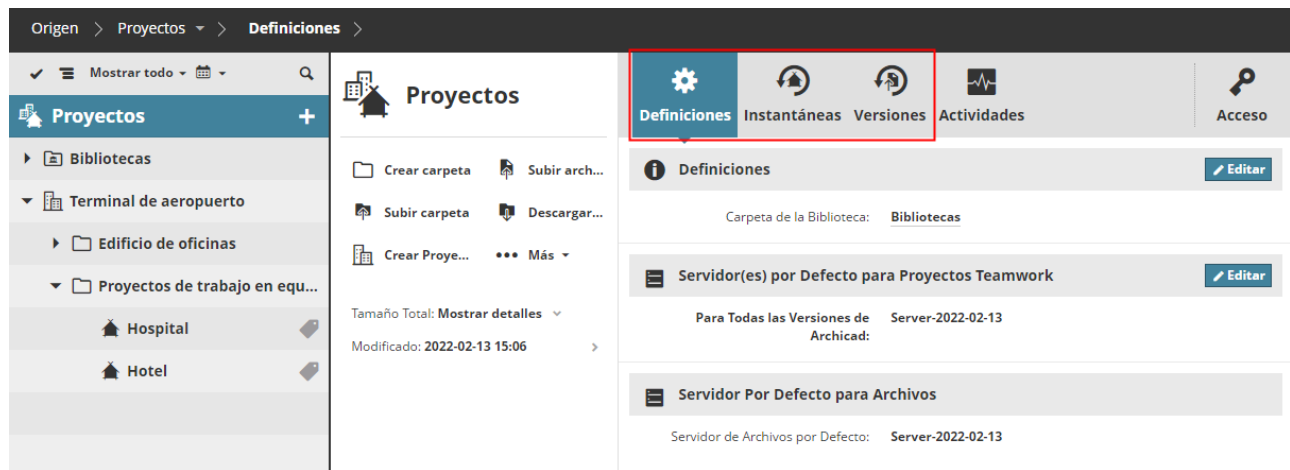 Origen > Proyectos > Definiciones >
Mostrar todo
Proyectos +
Bibliotecas
Terminal de aeropuerto
Edificio de oficinas
Proyectos de trabajo en equ...
Hospital
Hotel
Proyectos
Crear carpeta Subir arch...
Subir carpeta Descargar...
Crear Proye... ••• Más
Tamaño Total: Mostrar detalles
Modificado: 2022-02-13 15:06 >
Definiciones Instantáneas Versiones Actividades Acceso
Definiciones Editar
Carpeta de la Biblioteca: Bibliotecas
Servidor(es) por Defecto para Proyectos Teamwork Editar
Para Todas las Versiones de Server-2022-02-13
Archicad:
Servidor Por Defecto para Archivos
Servidor de Archivos por Defecto: Server-2022-02-13